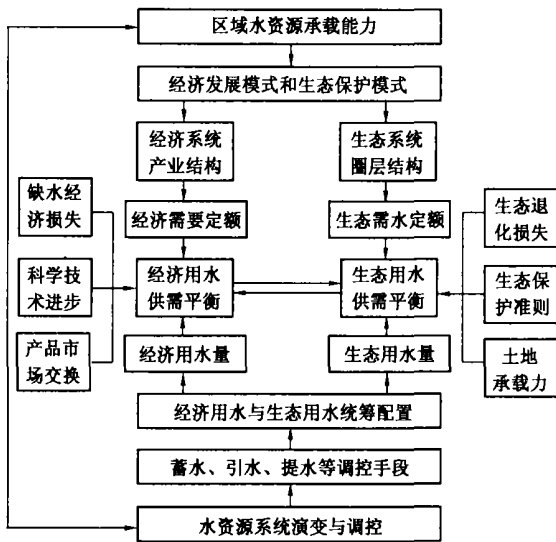 区域水资源承载能力
经济发展模式和生态保护模式
经济系统
产业结构
生态系统
圈层结构
缺水经
济损失
经济需要定额
生态需水定额
生态退
化损失
科学技
术进步
经济用水
供需平衡
生态用水
供需平衡
生态保
护准则
产品市
场交换
经济用水量
生态用水量
土地
承载力
经济用水与生态用水统筹配置
蓄水、引水、提水等调控手段
水资源系统演变与调控